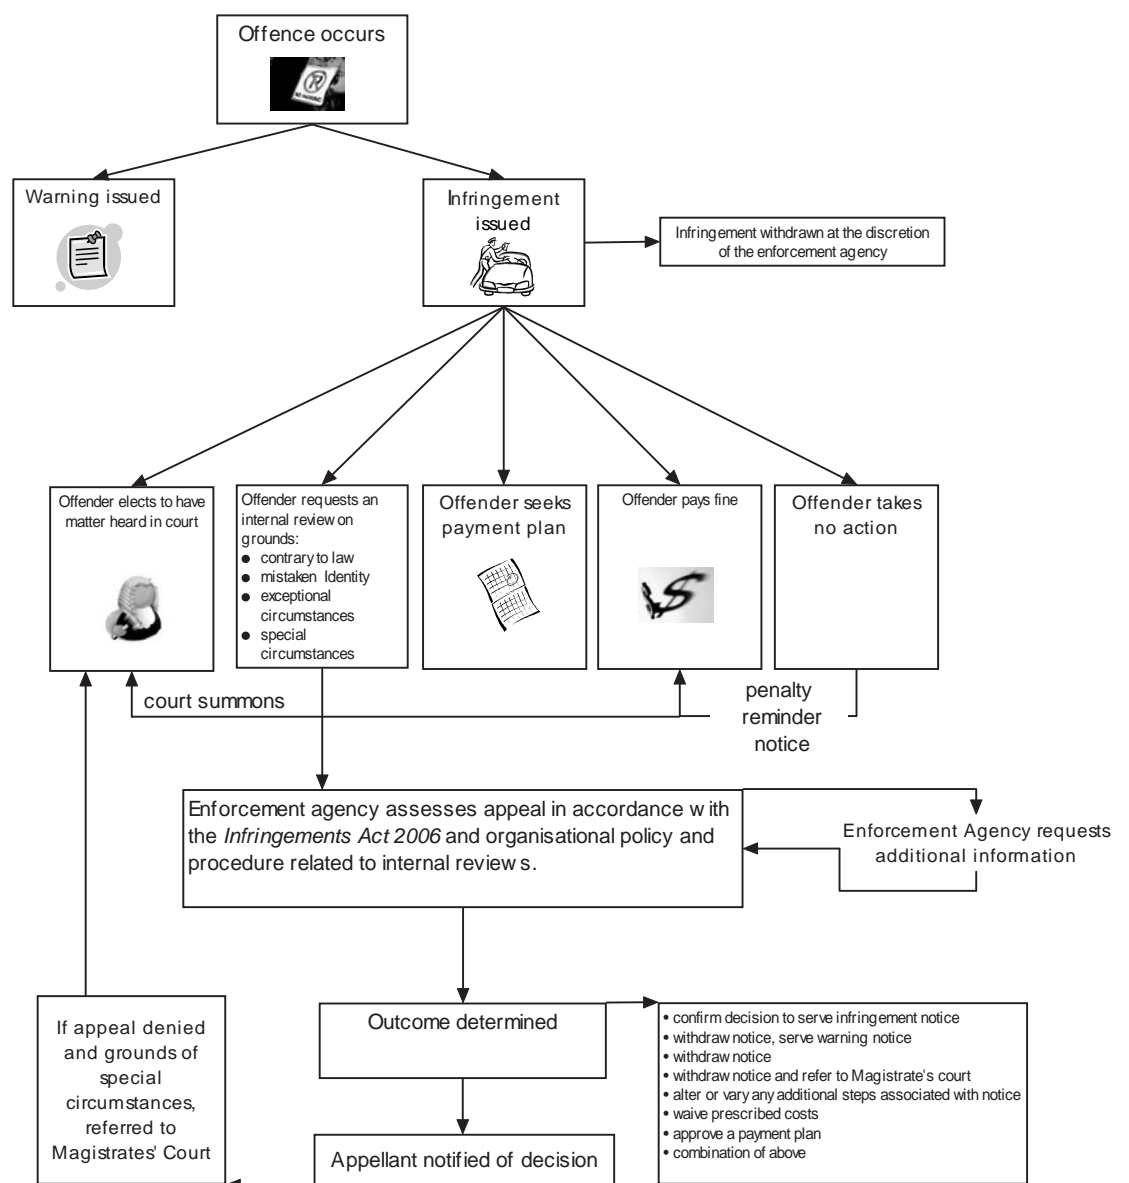 Offence occurs
NO PARKING
Warning issued
Infringement
issued
Infringement withdrawn at the discretion
of the enforcement agency
Offender elects to have
matter heard in court
Offender requests an
internal review on
grounds:
● contrary to law
● mistaken Identity
● exceptional
circumstances
● special
circumstances
Offender seeks
payment plan
Offender pays fine
Offender takes
no action
court summons
penalty
reminder
notice
Enforcement agency assesses appeal in accordance with
the Infringements Act 2006 and organisational policy and
procedure related to internal reviews.
Enforcement Agency requests
additional information
If appeal denied
and grounds of
special
circumstances,
referred to
Magistrates' Court
Outcome determined
• confirm decision to serve infringement notice
• withdraw notice, serve warning notice
• withdraw notice
• withdraw notice and refer to Magistrate's court
• alter or vary any additional steps associated with notice
• waive prescribed costs
• approve a payment plan
• combination of above
Appellant notified of decision